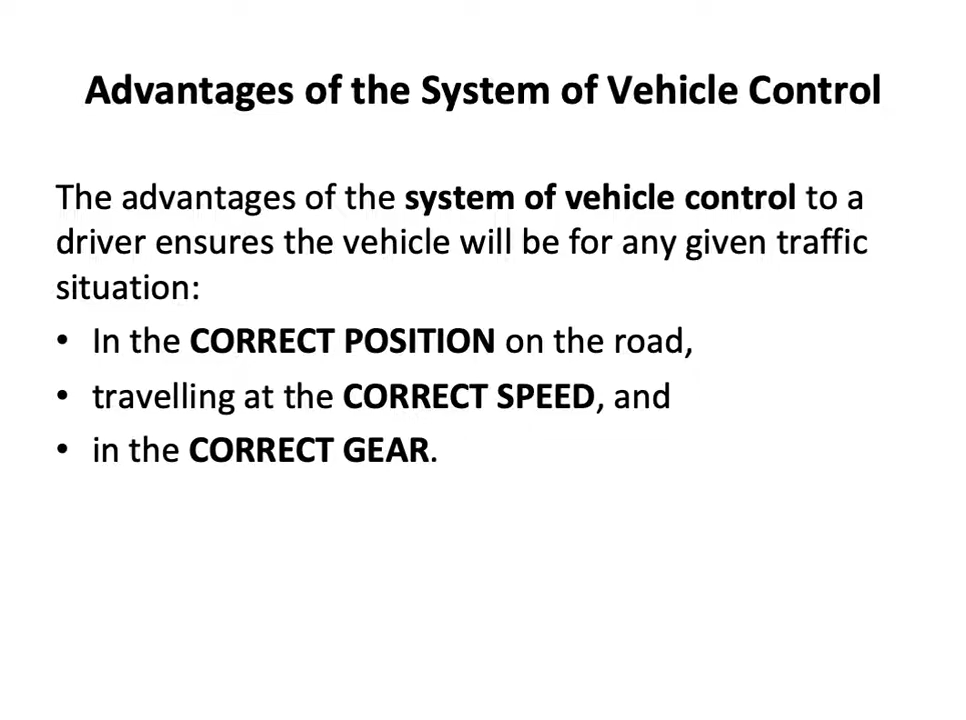 Advantages of the System of Vehicle Control
The advantages of the system of vehicle control to a
driver ensures the vehicle will be for any given traffic
situation:
• In the CORRECT POSITION on the road,
• travelling at the CORRECT SPEED, and
• in the CORRECT GEAR.